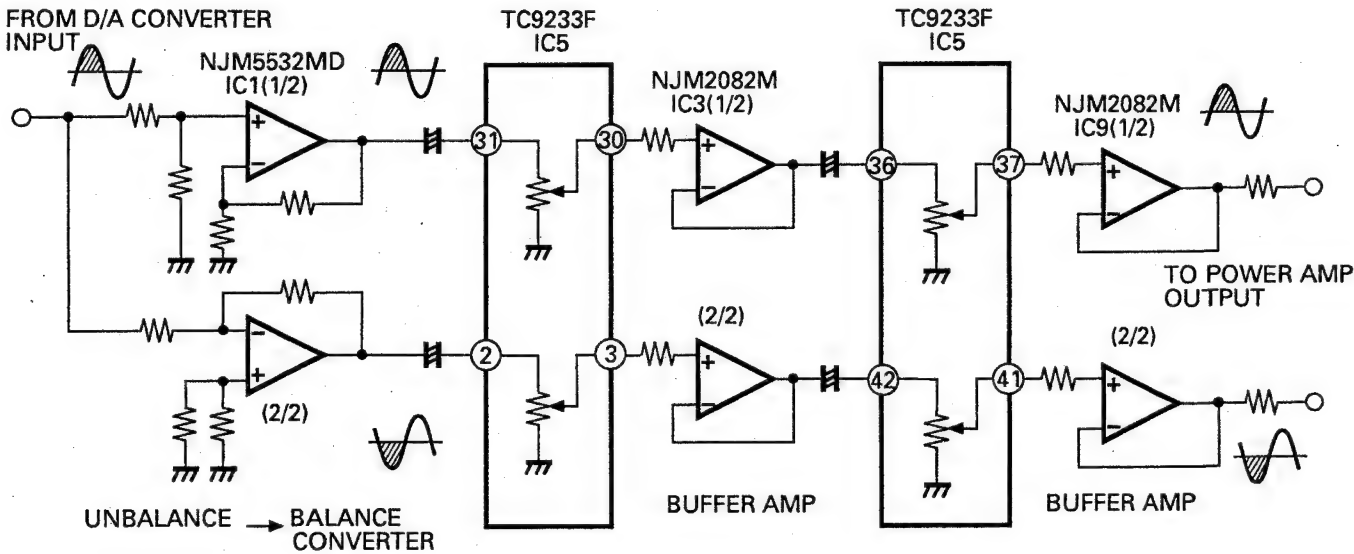 FROM D/A CONVERTER
INPUT
NJM5532MD
IC1(1/2)
TC9233F
IC5
NJM2082M
IC3(1/2)
TC9233F
IC5
NJM2082M
IC9(1/2)
+
−
31
30
+
−
36
37
+
−
TO POWER AMP
OUTPUT
−
+
(2/2)
2
3
(2/2)
+
−
42
41
(2/2)
+
−
UNBALANCE → BALANCE
CONVERTER
BUFFER AMP
BUFFER AMP